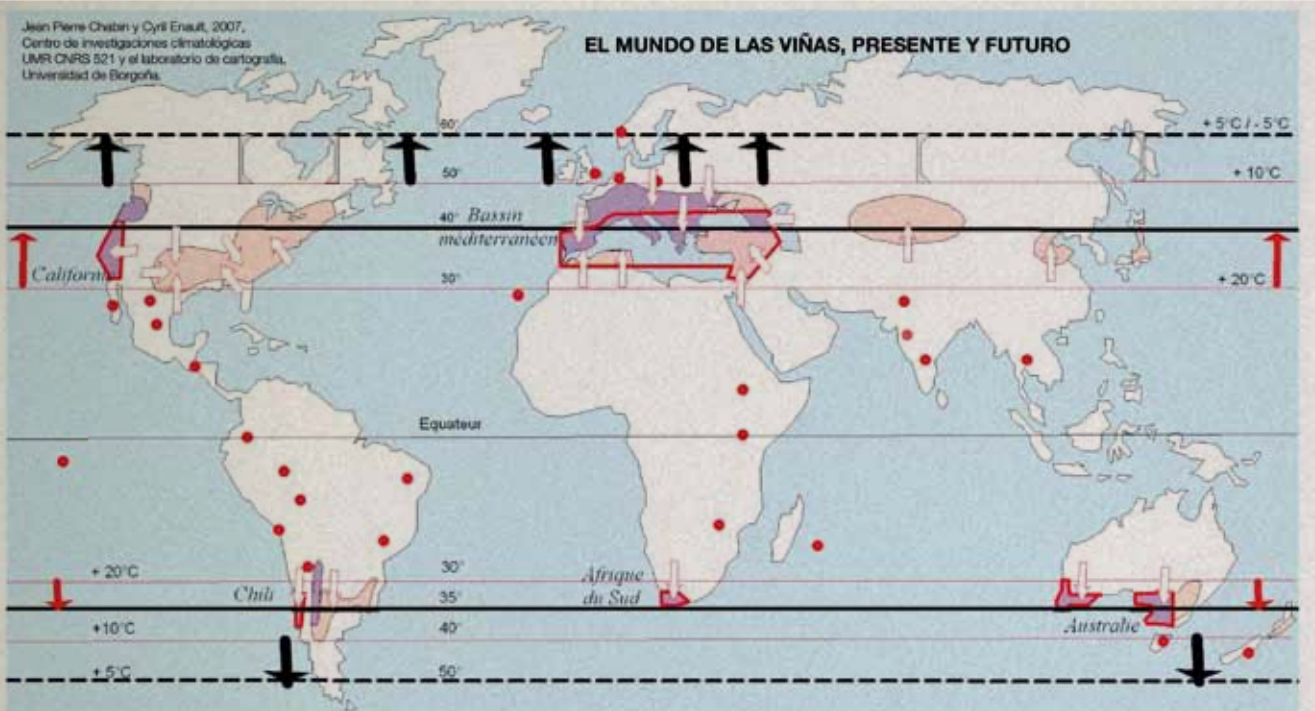 Jean Pierre Chabin y Cyril Enault, 2007,
Centro de investigaciones climatológicas
UMR CNRS 521 y el laboratorio de cartografía,
Universidad de Borgoña.
EL MUNDO DE LAS VIÑAS, PRESENTE Y FUTURO
60°
+ 5°C / - 5°C
50°
+ 10°C
40°
Bassin
méditerranéen
Californi
30°
+ 20°C
Equateur
+ 20°C
30°
Chili
35°
Afrique
du Sud
Australie
+10°C
40°
+ 5°C
50°